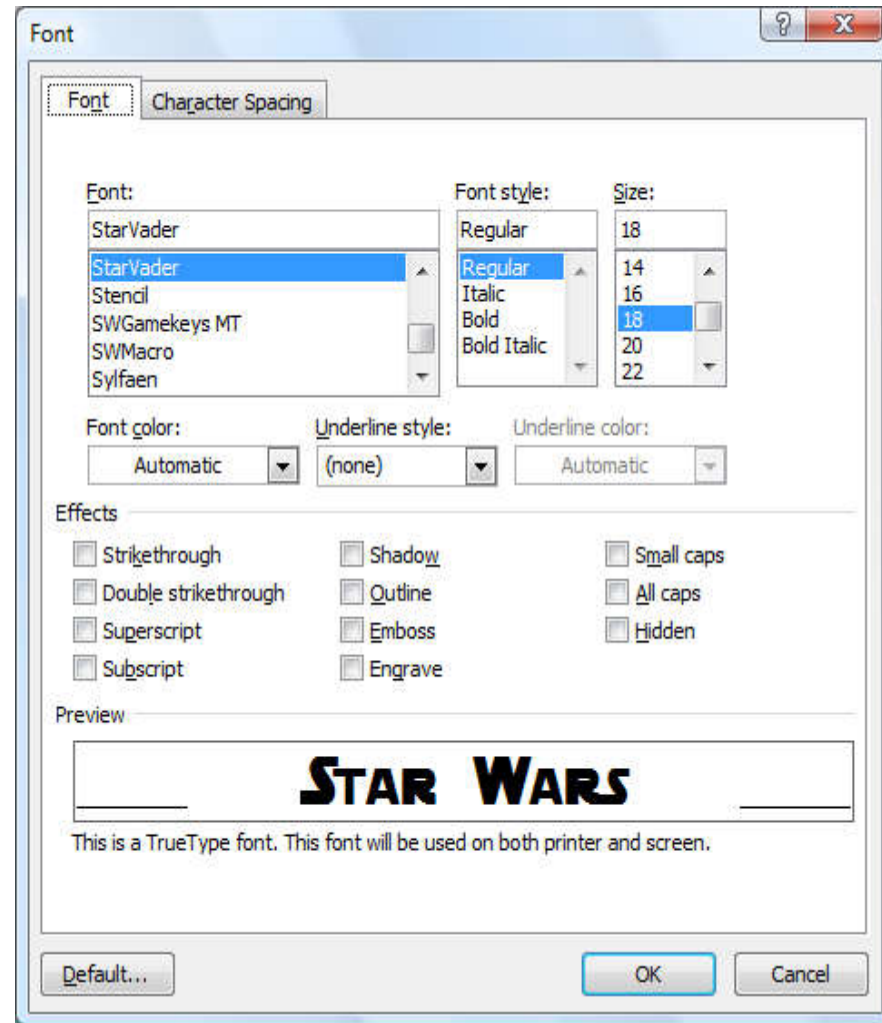 Font
Font Character Spacing
Font: Font style: Size:
StarVader Regular 18
StarVader Regular 14
Stencil Italic 16
SWGamekeys MT Bold 18
SWMacro Bold Italic 20
Sylfaen 22
Font color: Underline style: Underline color:
Automatic (none) Automatic
Effects
Strikethrough Shadow Small caps
Double strikethrough Outline All caps
Superscript Emboss Hidden
Subscript Engrave
Preview
STAR WARS
This is a TrueType font. This font will be used on both printer and screen.
Default... OK Cancel